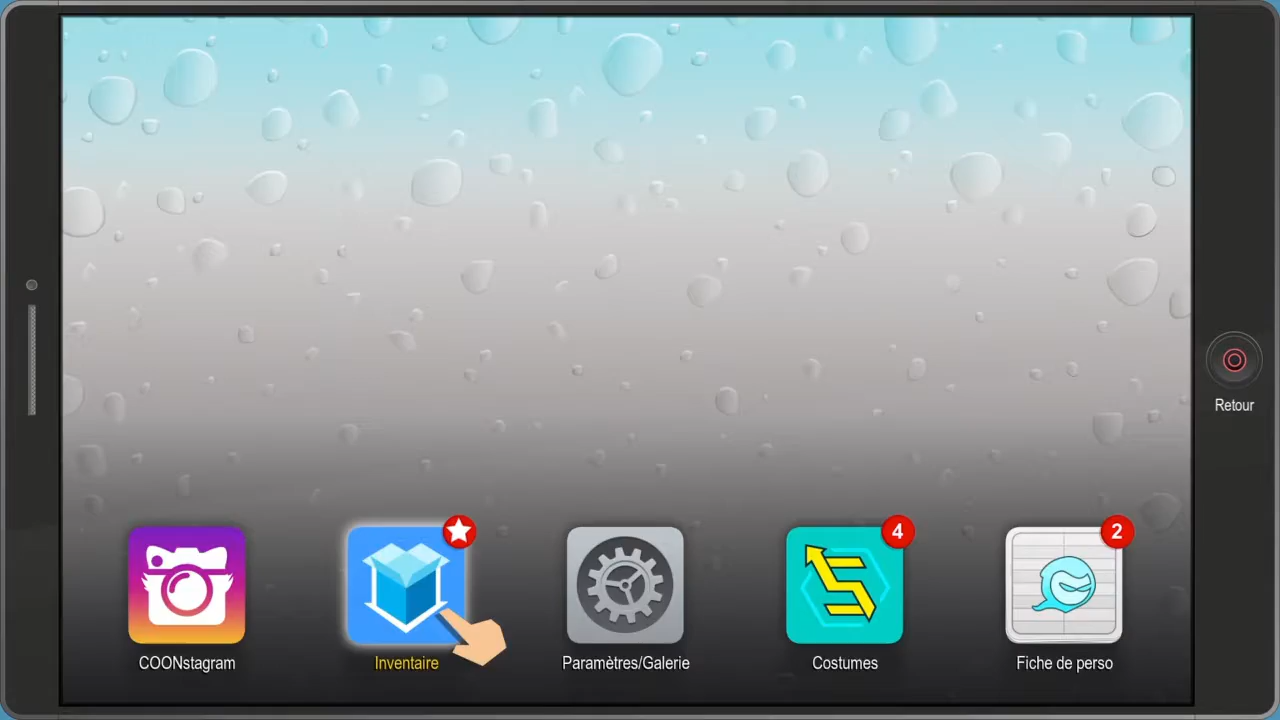 Retour
4
2
COONstagram
Inventaire
Paramètres/Galerie
Costumes
Fiche de perso